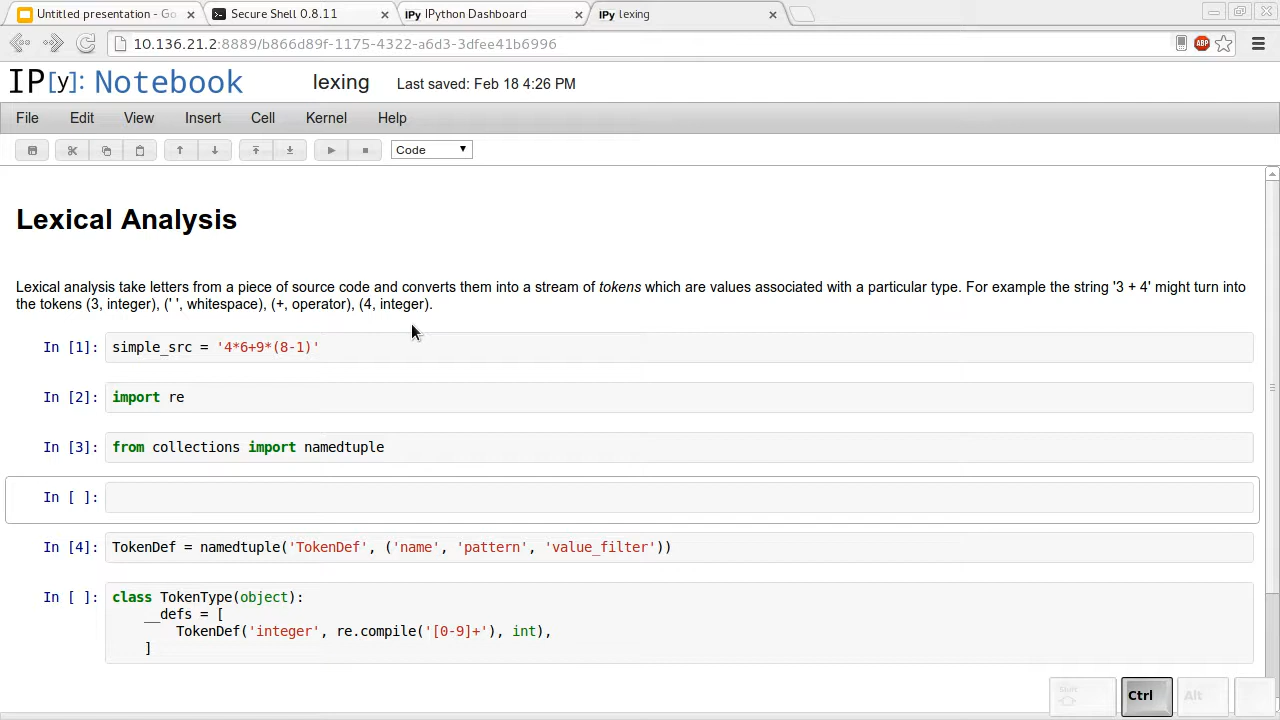 Untitled presentation - Go
Secure Shell 0.8.11
IPy IPython Dashboard
IPy lexing
10.136.21.2:8889/b866d89f-1175-4322-a6d3-3dfee41b6996
ABP
IP[y]: Notebook
lexing
Last saved: Feb 18 4:26 PM
File Edit View Insert Cell Kernel Help
Code
Lexical Analysis
Lexical analysis take letters from a piece of source code and converts them into a stream of tokens which are values associated with a particular type. For example the string '3 + 4' might turn into
the tokens (3, integer), (' ', whitespace), (+, operator), (4, integer).
In [1]: simple_src = '4*6+9*(8-1)'
In [2]: import re
In [3]: from collections import namedtuple
In [ ]:
In [4]: TokenDef = namedtuple('TokenDef', ('name', 'pattern', 'value_filter'))
In [ ]: class TokenType(object):
__defs = [
TokenDef('integer', re.compile('[0-9]+'), int),
]
Shift Ctrl Alt